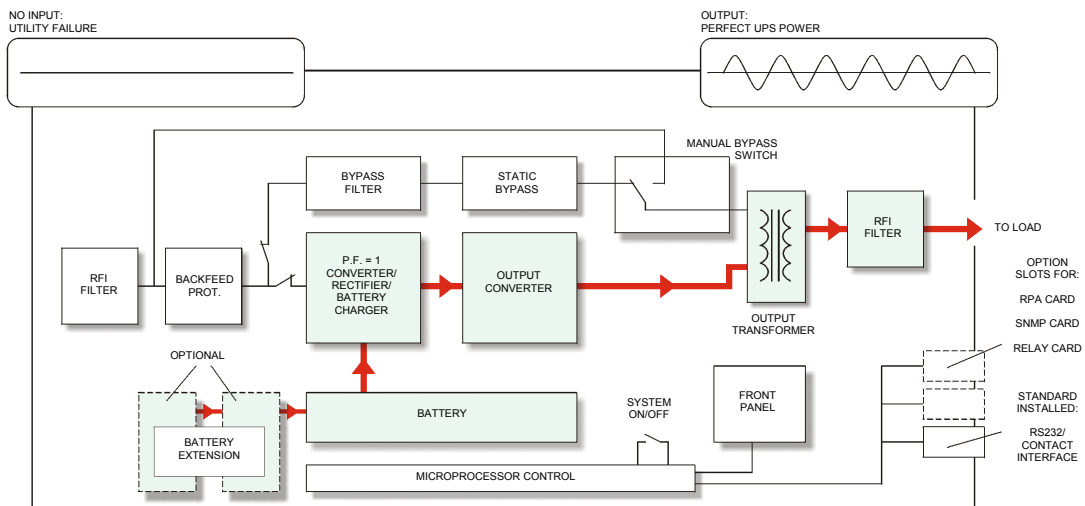 NO INPUT:
UTILITY FAILURE
OUTPUT:
PERFECT UPS POWER
MANUAL BYPASS
SWITCH
BYPASS
FILTER
STATIC
BYPASS
RFI
FILTER
TO LOAD
RFI
FILTER
BACKFEED
PROT.
P.F. = 1
CONVERTER/
RECTIFIER/
BATTERY
CHARGER
OUTPUT
CONVERTER
OUTPUT
TRANSFORMER
OPTION
SLOTS FOR:
RPA CARD
SNMP CARD
RELAY CARD
OPTIONAL
BATTERY
EXTENSION
BATTERY
SYSTEM
ON/OFF
FRONT
PANEL
STANDARD
INSTALLED:
RS232/
CONTACT
INTERFACE
MICROPROCESSOR CONTROL